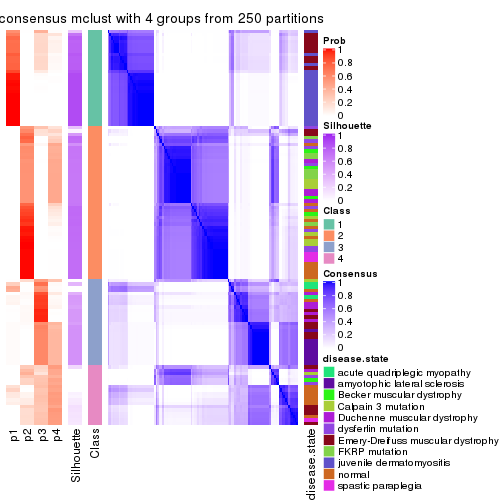 consensus mclust with 4 groups from 250 partitions
Prob
1
0.8
0.6
0.4
0.2
0
Silhouette
1
0.8
0.6
0.4
0.2
0
Class
1
2
3
4
Consensus
1
0.8
0.6
0.4
0.2
0
disease.state
acute quadriplegic myopathy
amyotophic lateral sclerosis
Becker muscular dystrophy
Calpain 3 mutation
Duchenne muscular dystrophy
dysferlin mutation
Emery-Dreifuss muscular dystrophy
FKRP mutation
juvenile dermatomyositis
normal
spastic paraplegia
p1
p2
p3
p4
Silhouette
Class
disease.state